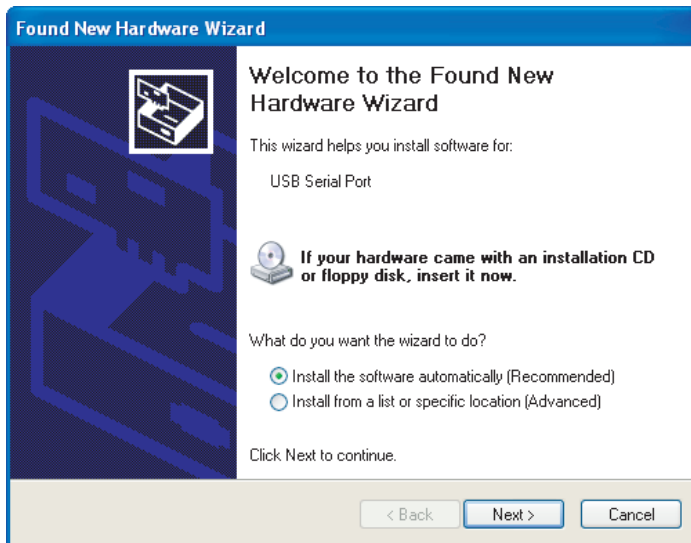 Found New Hardware Wizard
Welcome to the Found New
Hardware Wizard
This wizard helps you install software for:
USB Serial Port
If your hardware came with an installation CD
or floppy disk, insert it now.
What do you want the wizard to do?
Install the software automatically (Recommended)
Install from a list or specific location (Advanced)
Click Next to continue.
< Back Next > Cancel